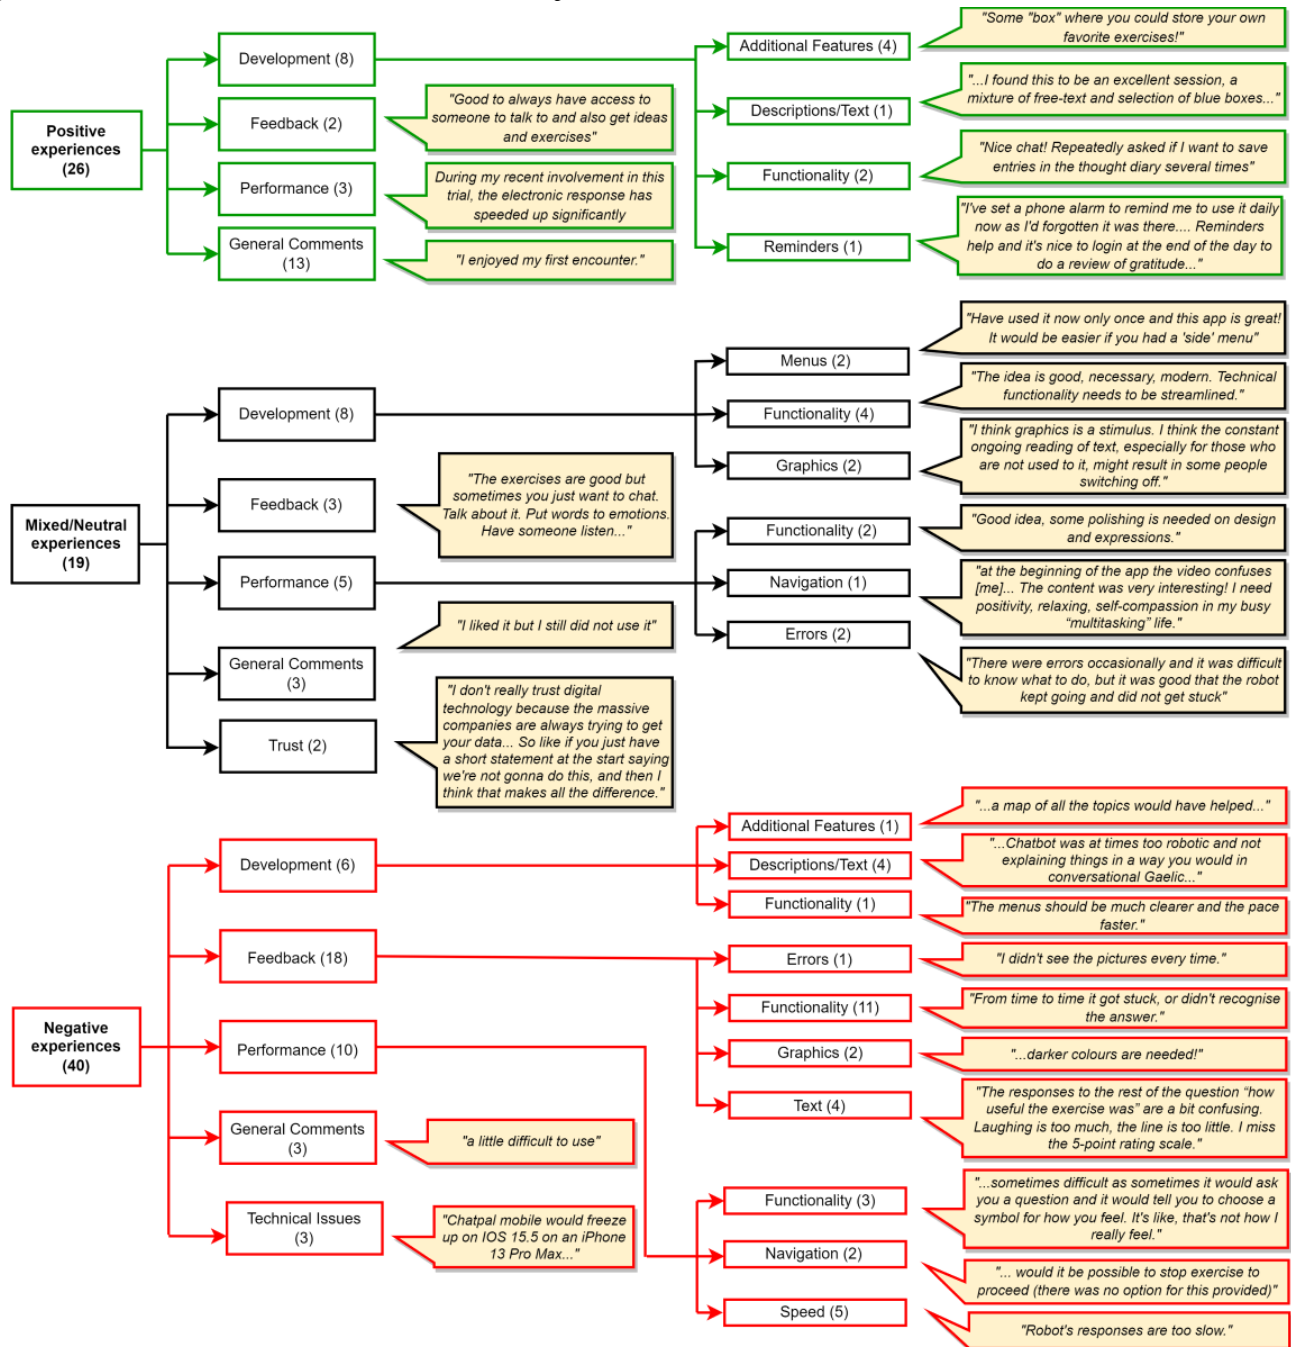 Positive
experiences
(26)
Development (8)
Feedback (2)
Performance (3)
General Comments
(13)
"Good to always have access to
someone to talk to and also get ideas
and exercises"
During my recent involvement in this
trial, the electronic response has
speeded up significantly
"I enjoyed my first encounter."
Additional Features (4)
Descriptions/Text (1)
Functionality (2)
Reminders (1)
"Some "box" where you could store your own
favorite exercises!"
"...I found this to be an excellent session, a
mixture of free-text and selection of blue boxes..."
"Nice chat! Repeatedly asked if I want to save
entries in the thought diary several times"
"I've set a phone alarm to remind me to use it daily
now as I'd forgotten it was there.... Reminders
help and it's nice to login at the end of the day to
do a review of gratitude..."
Mixed/Neutral
experiences
(19)
Development (8)
Feedback (3)
Performance (5)
General Comments
(3)
Trust (2)
"The exercises are good but
sometimes you just want to chat.
Talk about it. Put words to emotions.
Have someone listen..."
"I liked it but I still did not use it"
"I don't really trust digital
technology because the massive
companies are always trying to get
your data... So like if you just have
a short statement at the start saying
we're not gonna do this, and then I
think that makes all the difference."
Menus (2)
Functionality (4)
Graphics (2)
Functionality (2)
Navigation (1)
Errors (2)
"Have used it now only once and this app is great!
It would be easier if you had a 'side' menu"
"The idea is good, necessary, modern. Technical
functionality needs to be streamlined."
"I think graphics is a stimulus. I think the constant
ongoing reading of text, especially for those who
are not used to it, might result in some people
switching off."
"Good idea, some polishing is needed on design
and expressions."
"at the beginning of the app the video confuses
[me]... The content was very interesting! I need
positivity, relaxing, self-compassion in my busy
“multitasking” life."
"There were errors occasionally and it was difficult
to know what to do, but it was good that the robot
kept going and did not get stuck"
Negative
experiences
(40)
Development (6)
Feedback (18)
Performance (10)
General Comments
(3)
Technical Issues
(3)
"a little difficult to use"
"Chatpal mobile would freeze
up on IOS 15.5 on an iPhone
13 Pro Max..."
Additional Features (1)
Descriptions/Text (4)
Functionality (1)
Errors (1)
Functionality (11)
Graphics (2)
Text (4)
Functionality (3)
Navigation (2)
Speed (5)
"...a map of all the topics would have helped..."
"...Chatbot was at times too robotic and not
explaining things in a way you would in
conversational Gaelic..."
"The menus should be much clearer and the pace
faster."
"I didn't see the pictures every time."
"From time to time it got stuck, or didn't recognise
the answer."
"...darker colours are needed!"
"The responses to the rest of the question “how
useful the exercise was” are a bit confusing.
Laughing is too much, the line is too little. I miss
the 5-point rating scale."
"...sometimes difficult as sometimes it would ask
you a question and it would tell you to choose a
symbol for how you feel. It's like, that's not how I
really feel."
"... would it be possible to stop exercise to
proceed (there was no option for this provided)"
"Robot's responses are too slow."